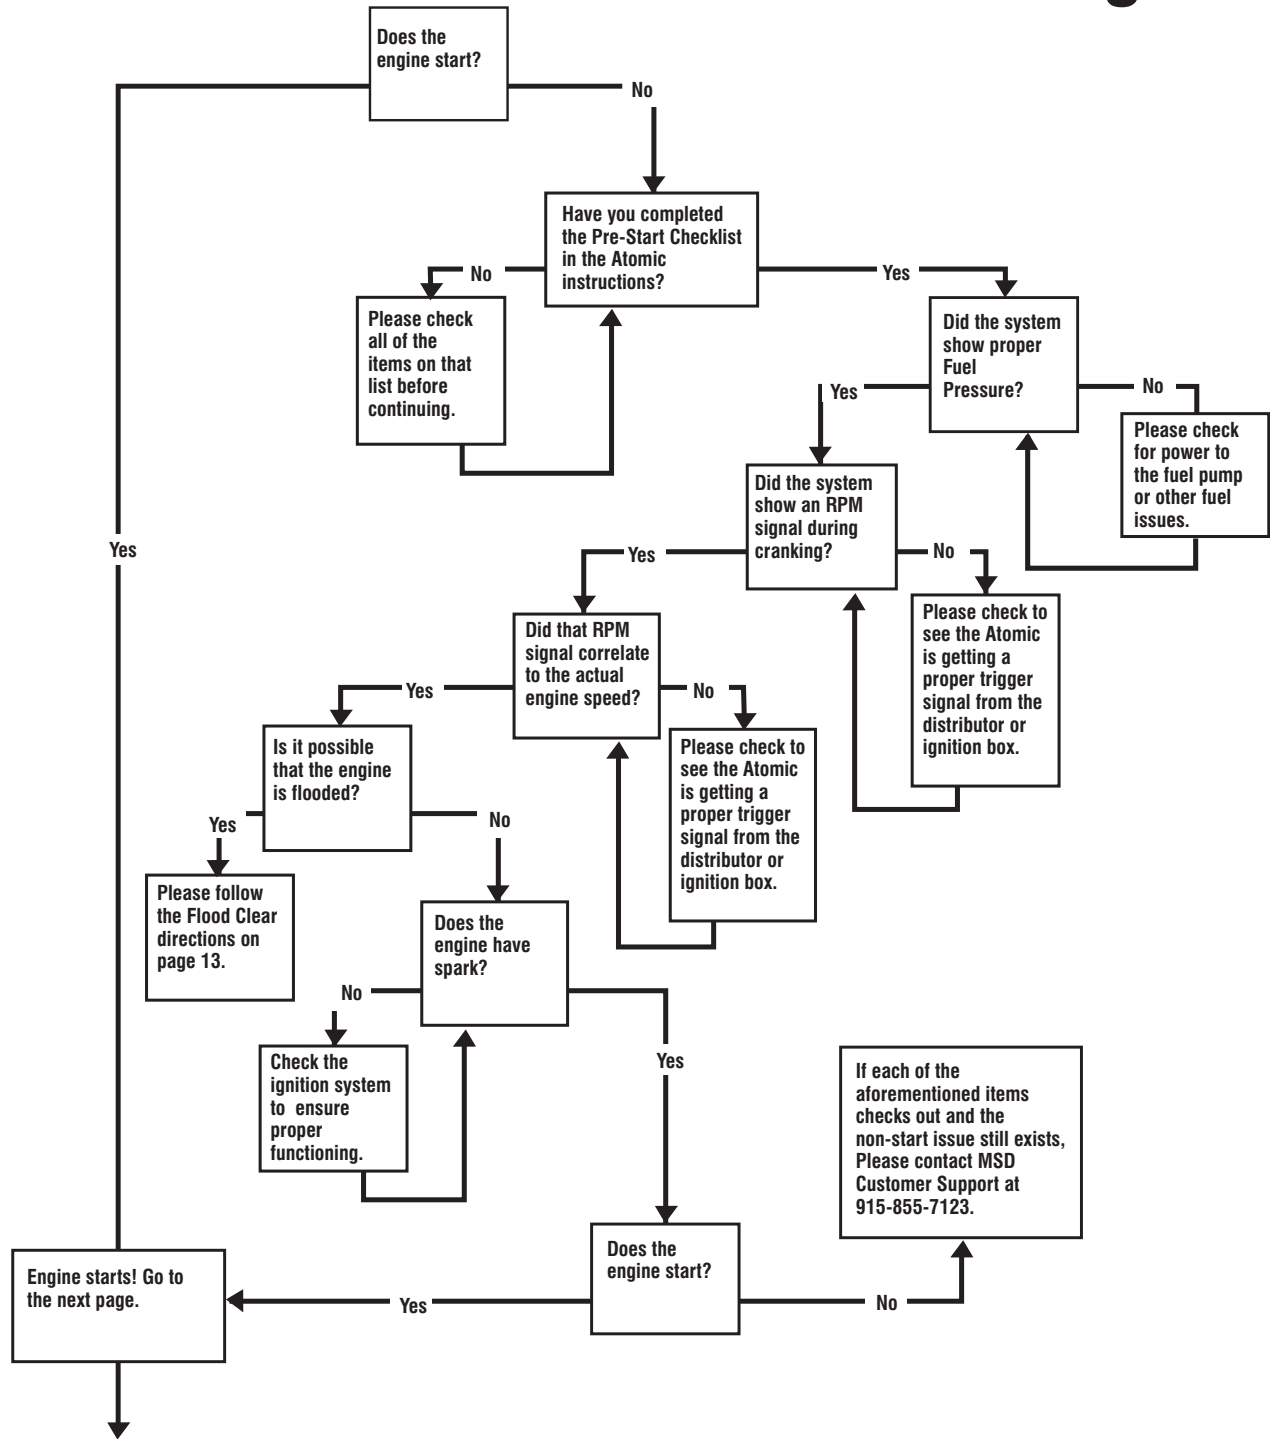 Does the
engine start?
No
Have you completed
the Pre-Start Checklist
in the Atomic
instructions?
No
Yes
Please check
all of the
items on that
list before
continuing.
Did the system
show proper
Fuel
Pressure?
Yes
No
Please check
for power to
the fuel pump
or other fuel
issues.
Did the system
show an RPM
signal during
cranking?
Yes
Yes
No
Please check to
see the Atomic
is getting a
proper trigger
signal from the
distributor or
ignition box.
Did that RPM
signal correlate
to the actual
engine speed?
Yes
No
Please check to
see the Atomic
is getting a
proper trigger
signal from the
distributor or
ignition box.
Is it possible
that the engine
is flooded?
Yes
No
Please follow
the Flood Clear
directions on
page 13.
Does the
engine have
spark?
No
Yes
Check the
ignition system
to  ensure
proper
functioning.
If each of the
aforementioned items
checks out and the
non-start issue still exists,
Please contact MSD
Customer Support at
915-855-7123.
Does the
engine start?
Engine starts! Go to
the next page.
Yes
No